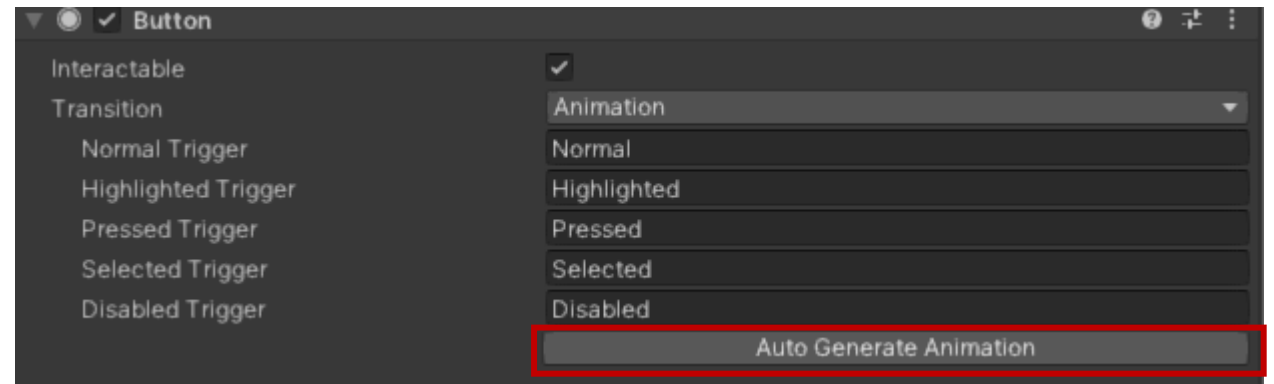 Button
Interactable
Transition Animation
Normal Trigger Normal
Highlighted Trigger Highlighted
Pressed Trigger Pressed
Selected Trigger Selected
Disabled Trigger Disabled
Auto Generate Animation